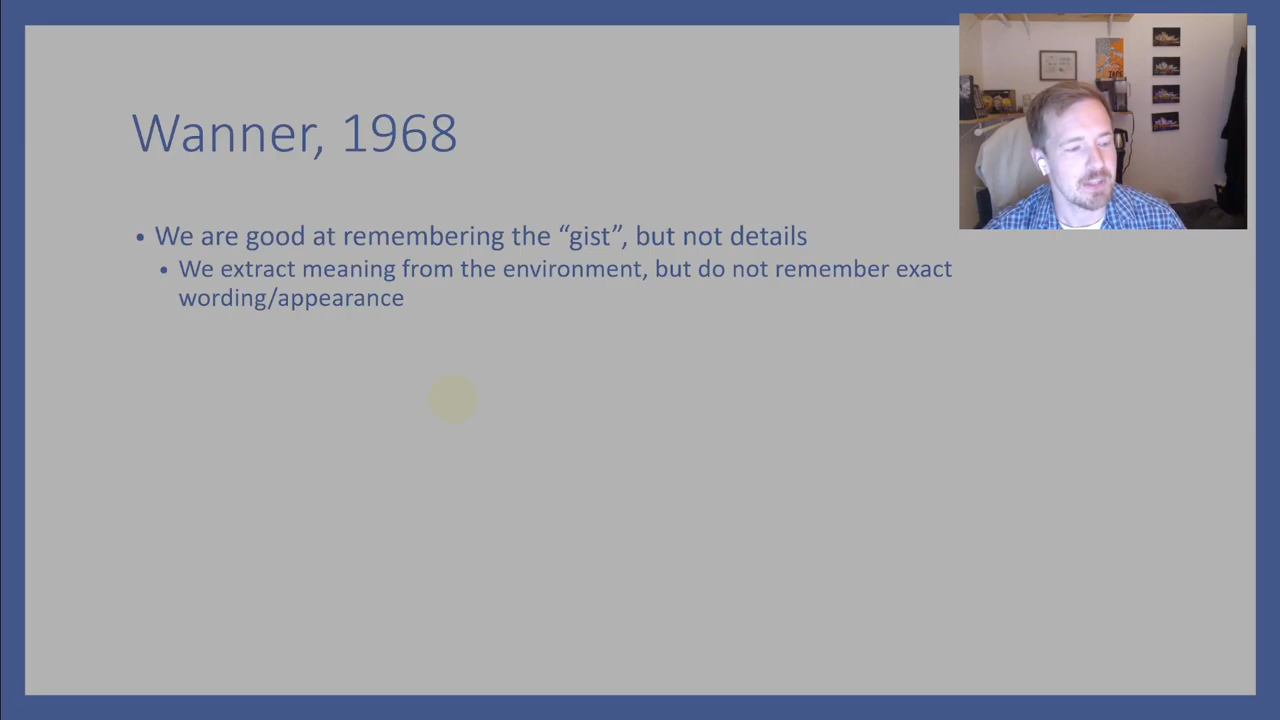 Wanner, 1968
• We are good at remembering the “gist”, but not details
• We extract meaning from the environment, but do not remember exact
wording/appearance
TAPE